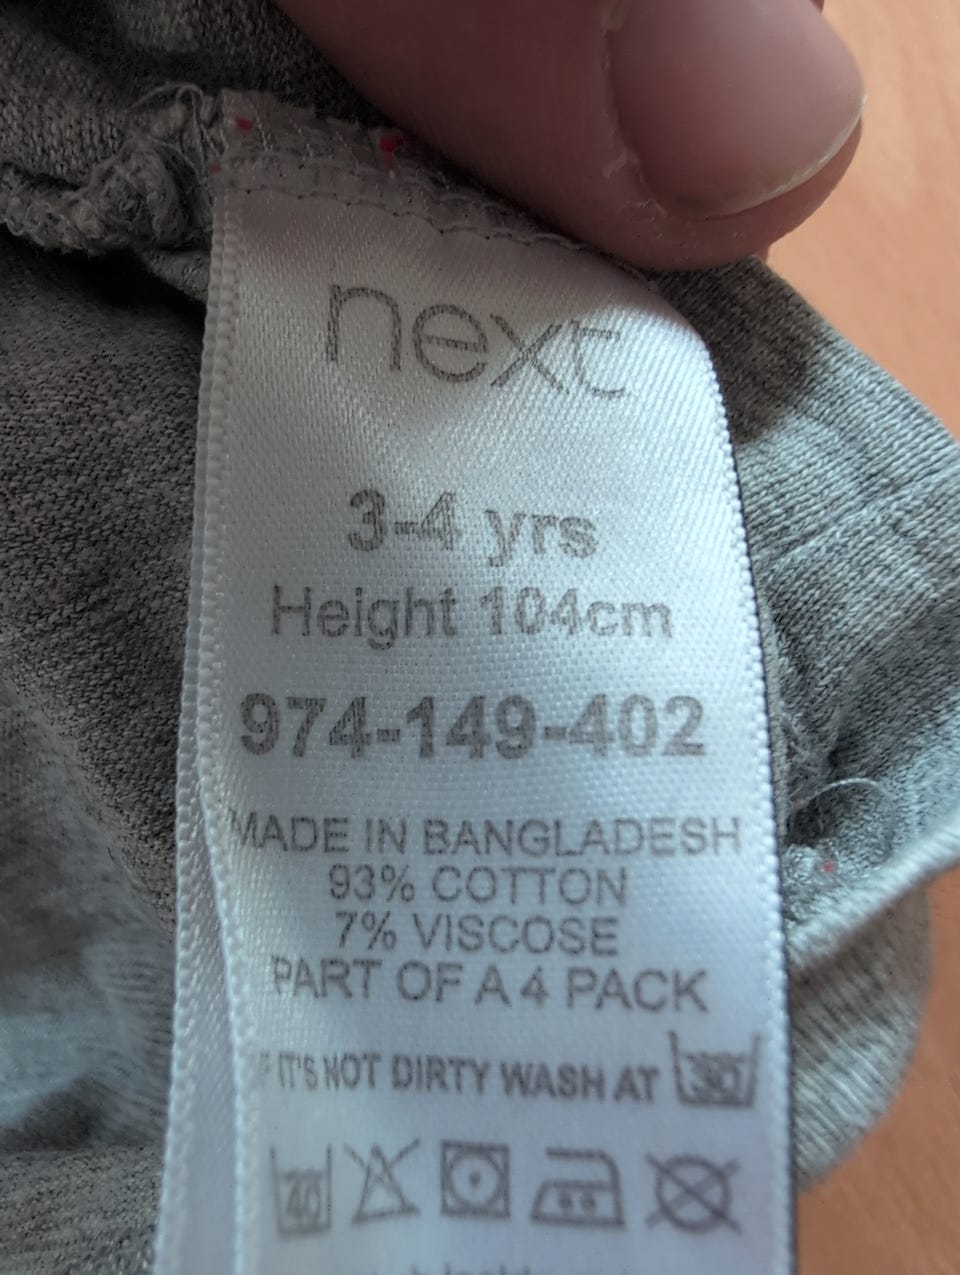 next
3-4 yrs
Height 104cm
974-149-402
MADE IN BANGLADESH
93% COTTON
7% VISCOSE
PART OF A 4 PACK
IF IT'S NOT DIRTY WASH AT 30
40